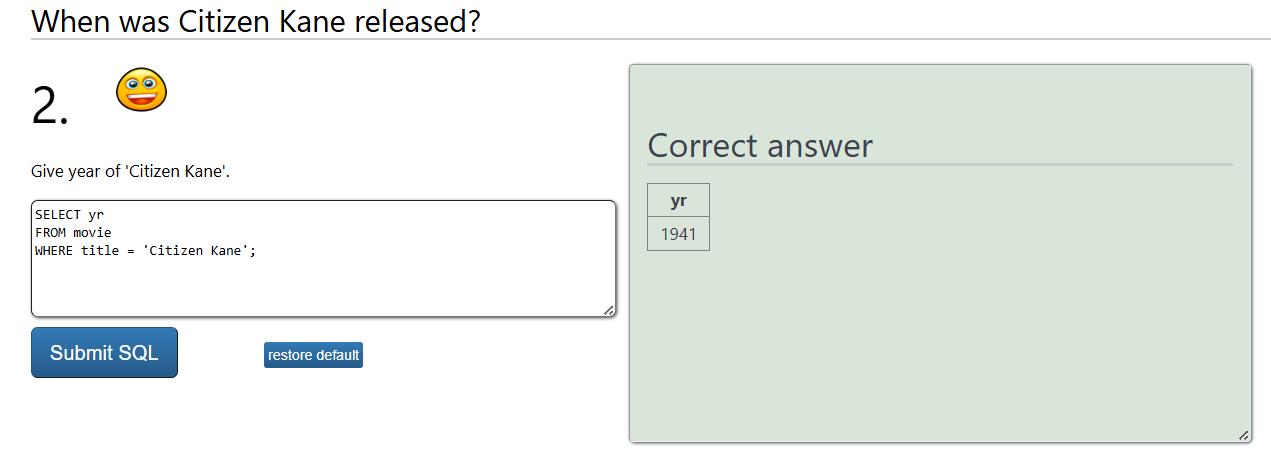 When was Citizen Kane released?
2.
Give year of 'Citizen Kane'.
SELECT yr
FROM movie
WHERE title = 'Citizen Kane';
Submit SQL
restore default
Correct answer
yr
1941